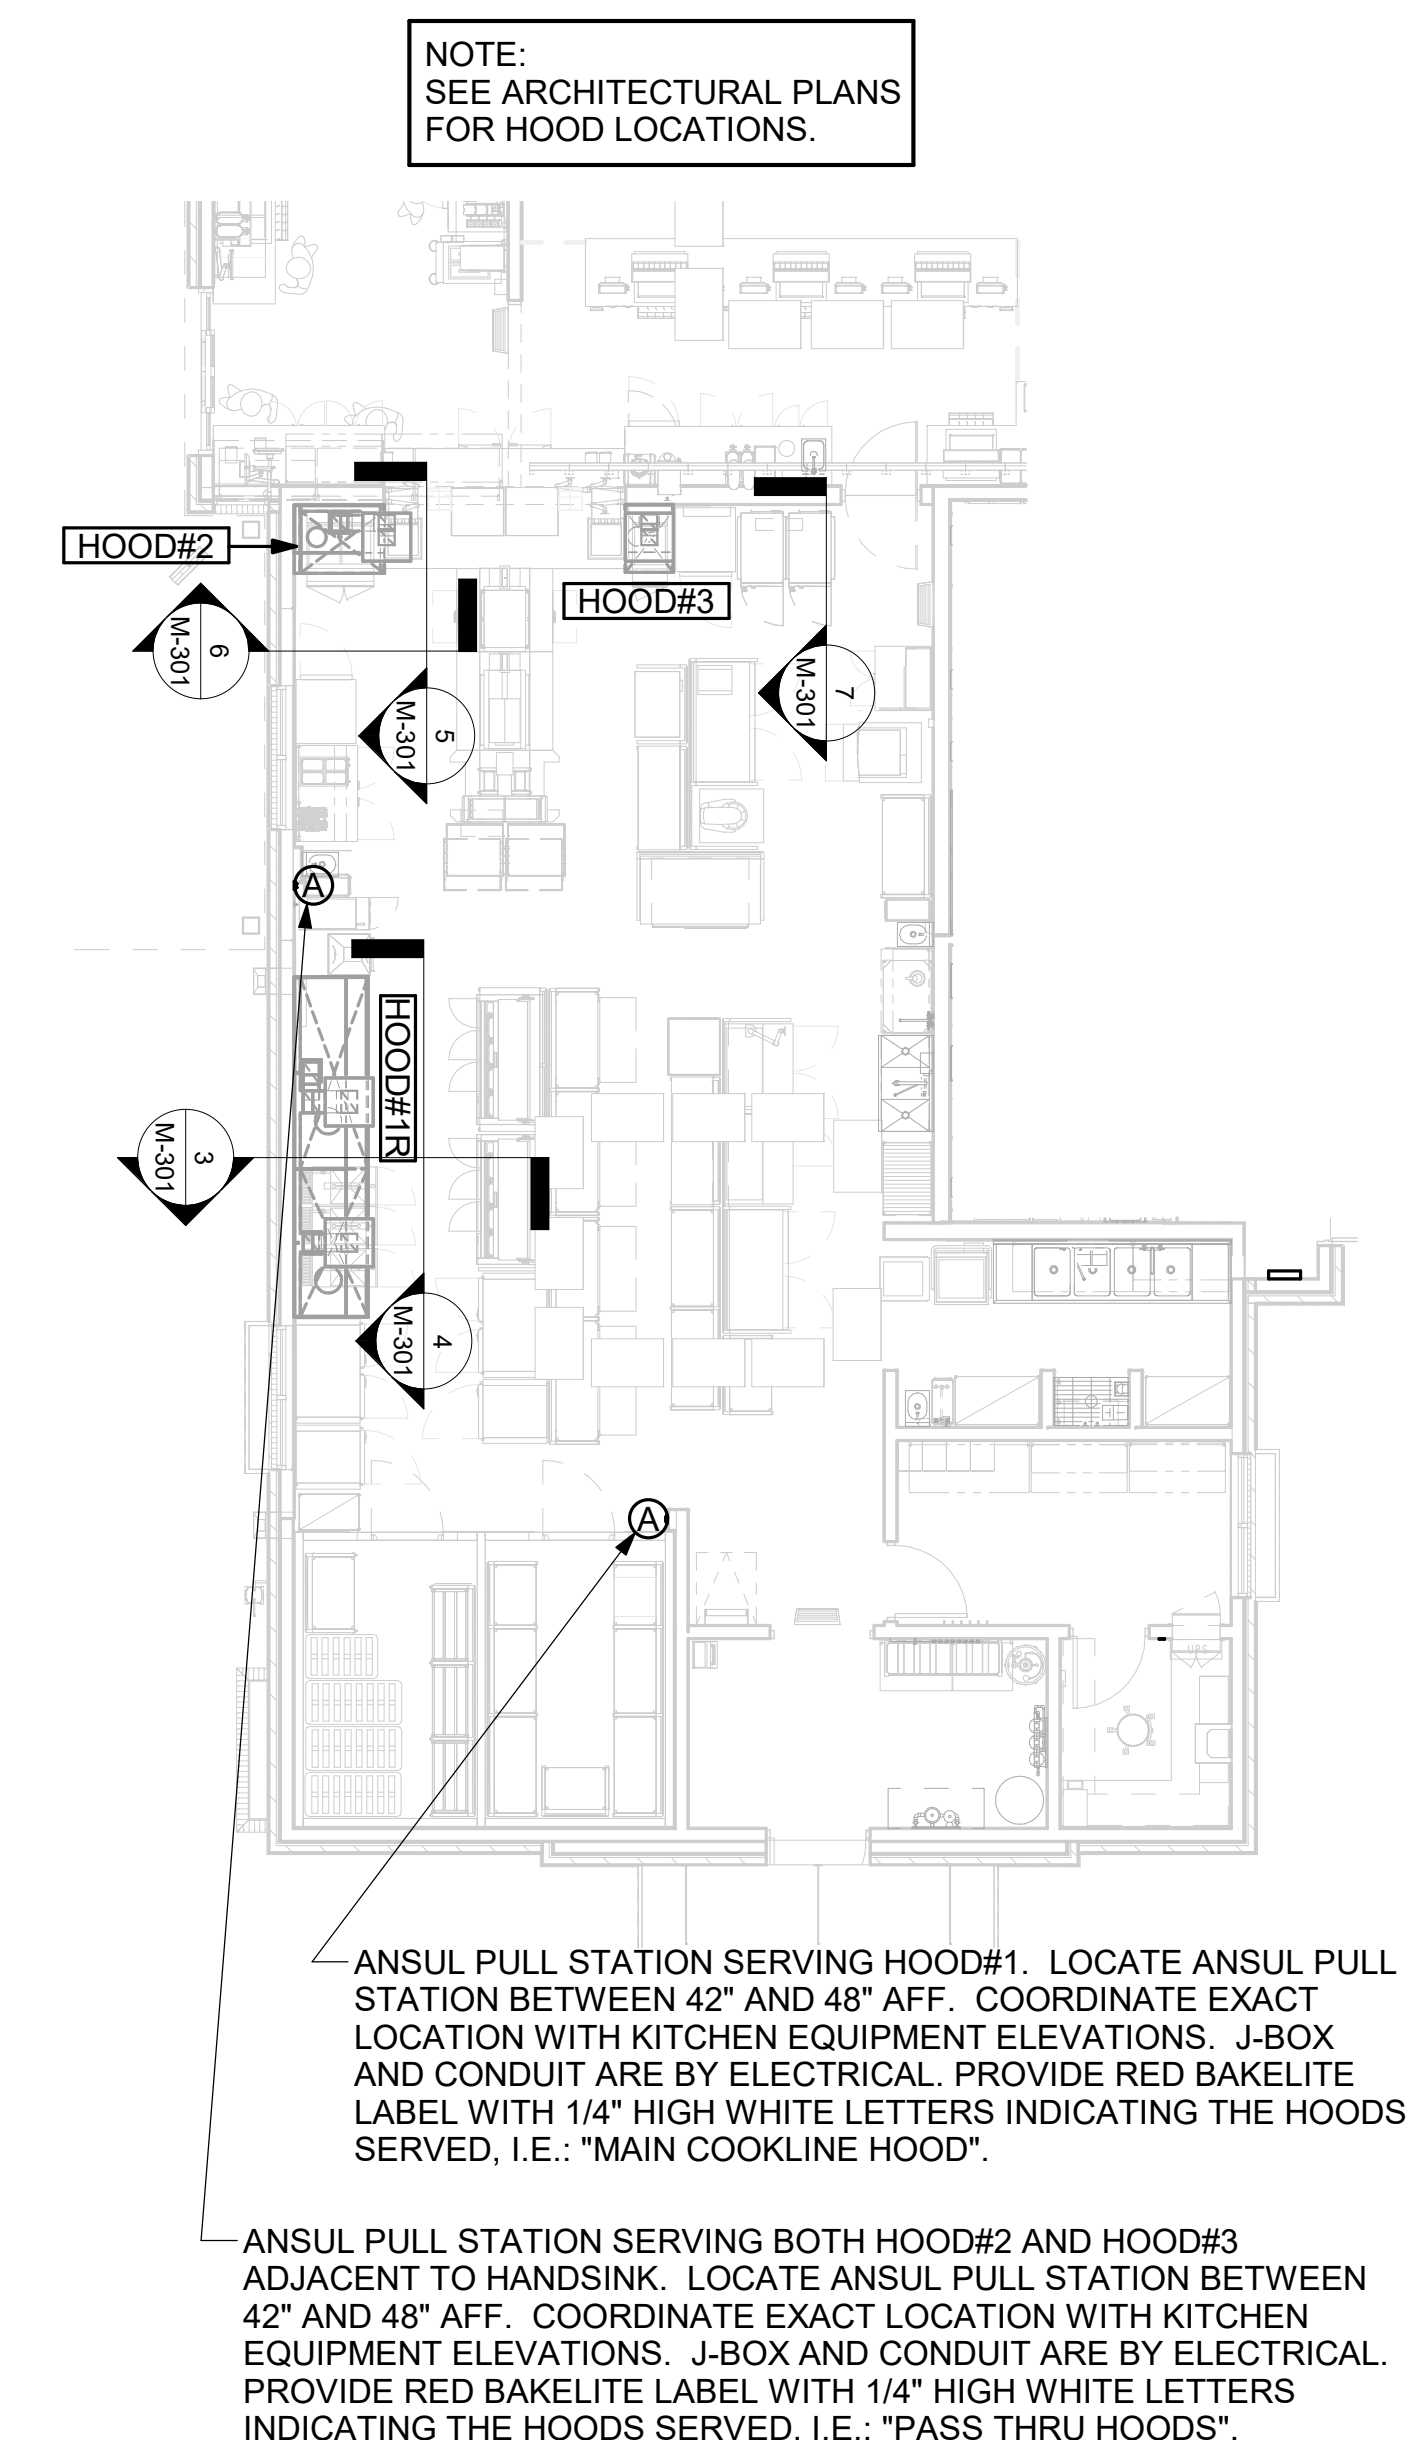 NOTE:
SEE ARCHITECTURAL PLANS
FOR HOOD LOCATIONS.
HOOD#2
HOOD#3
6
M-301
5
M-301
7
M-301
A
HOOD#1R
3
M-301
4
M-301
A
UPS
ANSUL PULL STATION SERVING HOOD#1. LOCATE ANSUL PULL
STATION BETWEEN 42" AND 48" AFF. COORDINATE EXACT
LOCATION WITH KITCHEN EQUIPMENT ELEVATIONS. J-BOX
AND CONDUIT ARE BY ELECTRICAL. PROVIDE RED BAKELITE
LABEL WITH 1/4" HIGH WHITE LETTERS INDICATING THE HOODS
SERVED, I.E.: "MAIN COOKLINE HOOD".
ANSUL PULL STATION SERVING BOTH HOOD#2 AND HOOD#3
ADJACENT TO HANDSINK. LOCATE ANSUL PULL STATION BETWEEN
42" AND 48" AFF. COORDINATE EXACT LOCATION WITH KITCHEN
EQUIPMENT ELEVATIONS. J-BOX AND CONDUIT ARE BY ELECTRICAL.
PROVIDE RED BAKELITE LABEL WITH 1/4" HIGH WHITE LETTERS
INDICATING THE HOODS SERVED, I.E.: "PASS THRU HOODS".